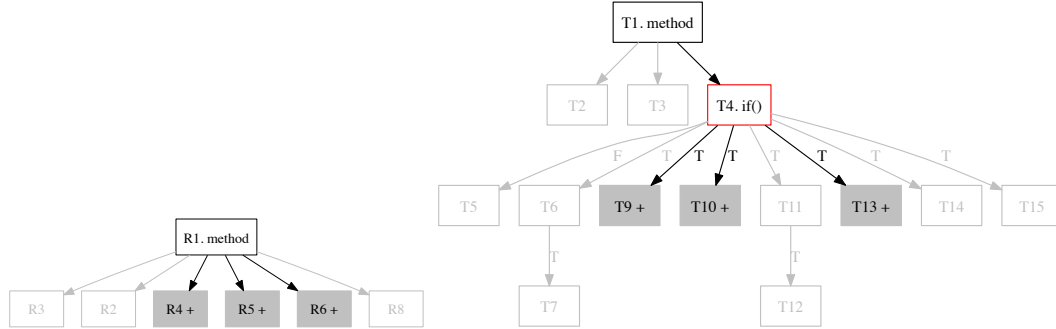 T1. method
T2 T3 T4. if()
F T T T T T T T
T5 T6 T9 + T10 + T11 T13 + T14 T15
R1. method
T T
R3 R2 R4 + R5 + R6 + R8
T7 T12